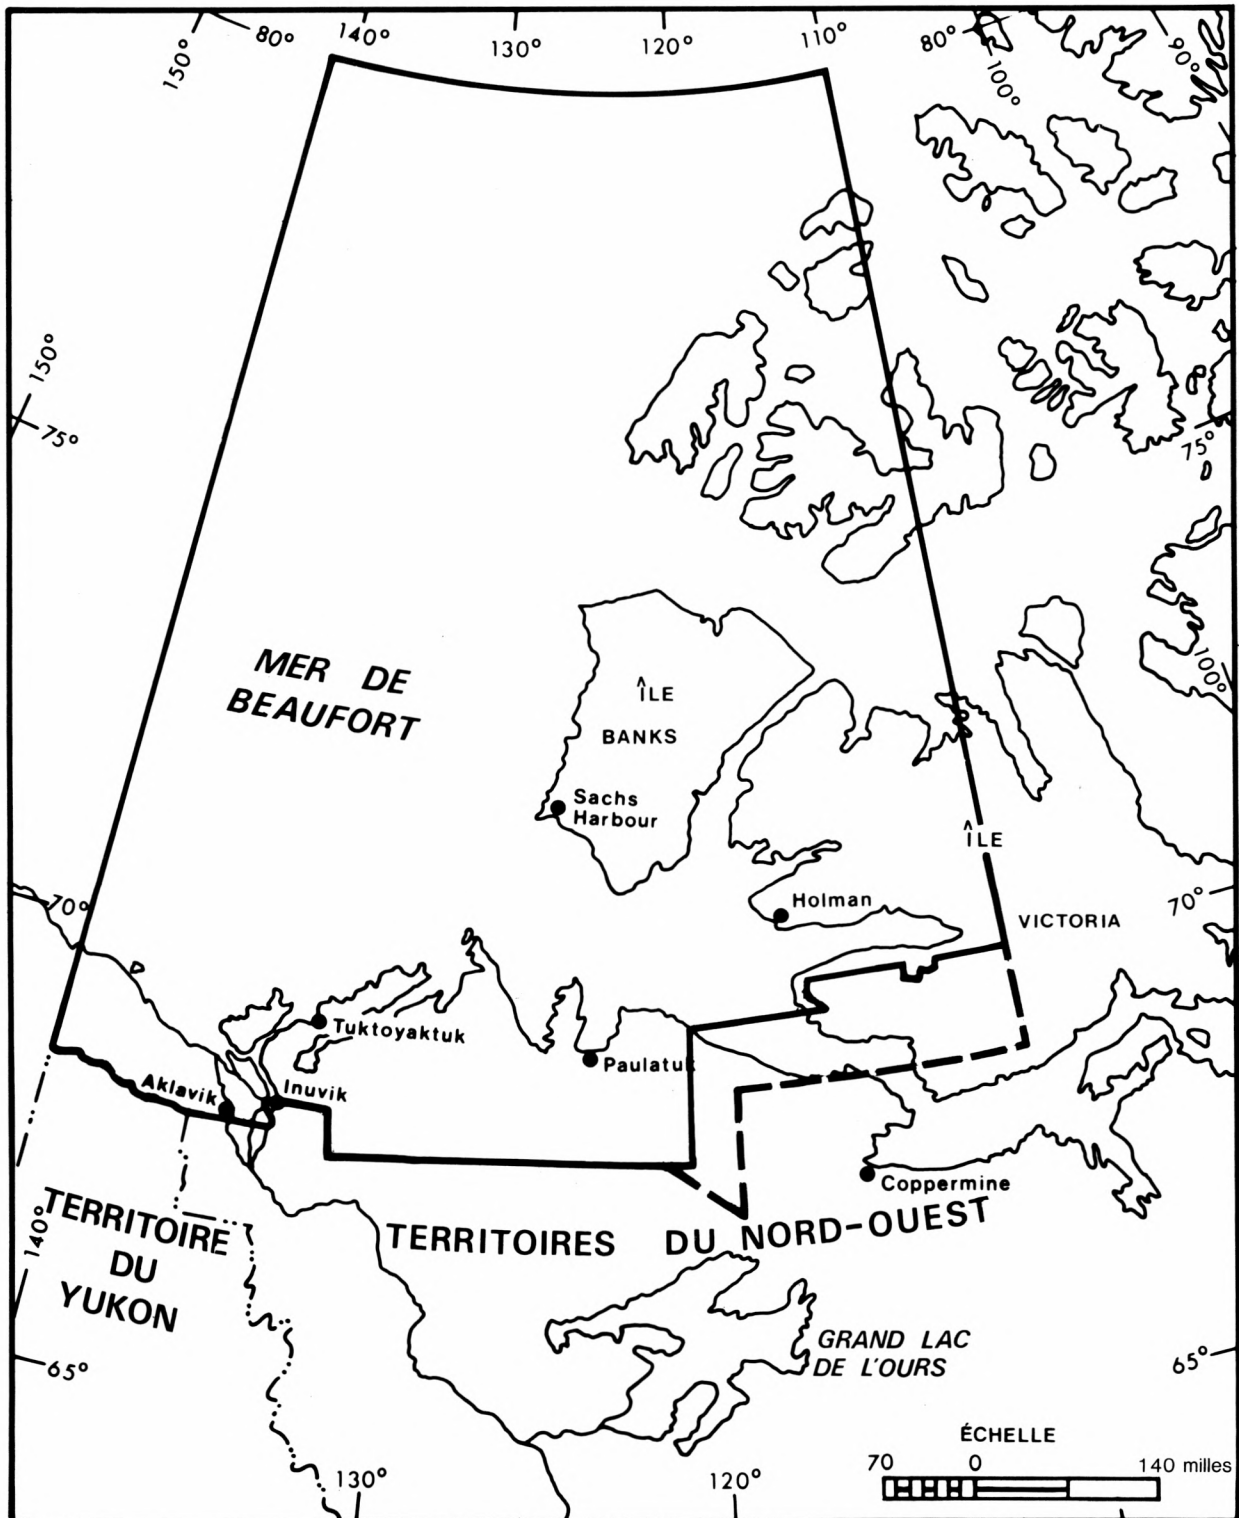 150°
80°
140°
130°
120°
110°
80°
100°
90°
150°
75°
75°
MER DE
BEAUFORT
ÎLE
BANKS
100°
Sachs
Harbour
ÎLE
70°
Holman
VICTORIA
70°
Tuktoyaktuk
Paulatuk
Aklavik
Inuvik
Coppermine
TERRITOIRE
DU
YUKON
140°
TERRITOIRES DU NORD-OUEST
GRAND LAC
DE L'OURS
65°
65°
ÉCHELLE
70 0 140 milles
130°
120°